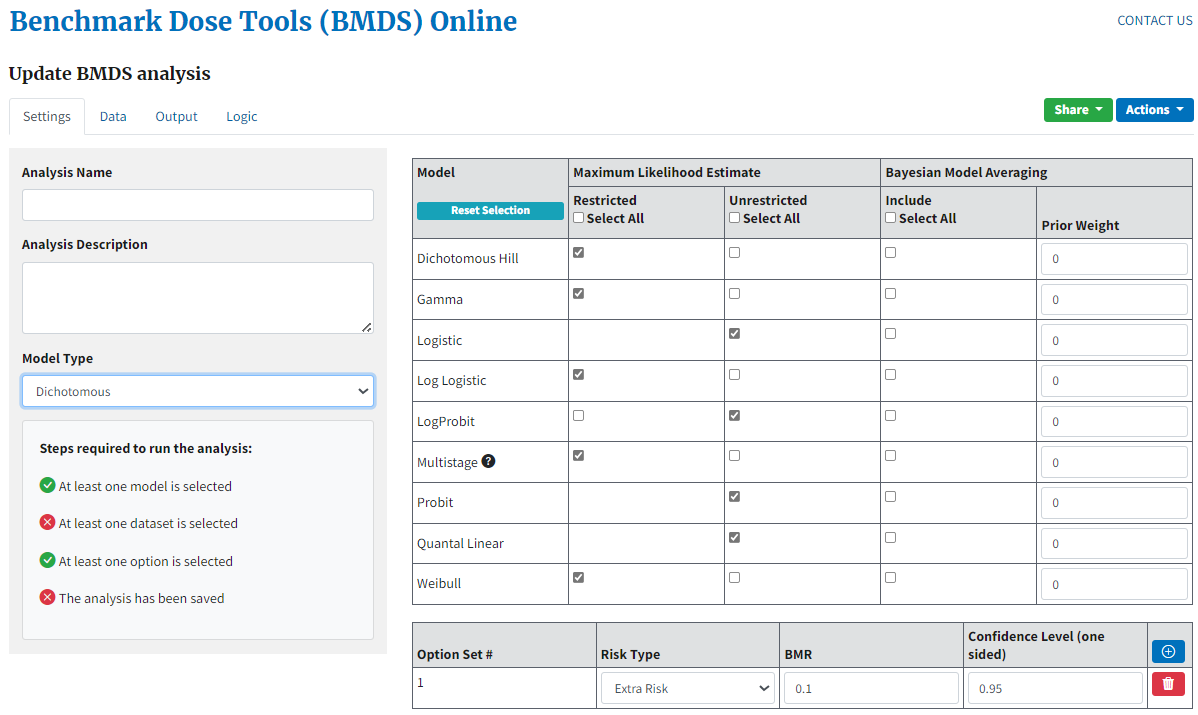 Benchmark Dose Tools (BMDS) Online
CONTACT US
Update BMDS analysis
Settings
Data
Output
Logic
Share
Actions
Analysis Name
Analysis Description
Model Type
Dichotomous
Steps required to run the analysis:
At least one model is selected
At least one dataset is selected
At least one option is selected
The analysis has been saved
Model
Maximum Likelihood Estimate
Bayesian Model Averaging
Reset Selection
Restricted
Select All
Unrestricted
Select All
Include
Select All
Prior Weight
Dichotomous Hill
0
Gamma
0
Logistic
0
Log Logistic
0
LogProbit
0
Multistage ?
0
Probit
0
Quantal Linear
0
Weibull
0
Option Set #
Risk Type
BMR
Confidence Level (one
sided)
1
Extra Risk
0.1
0.95